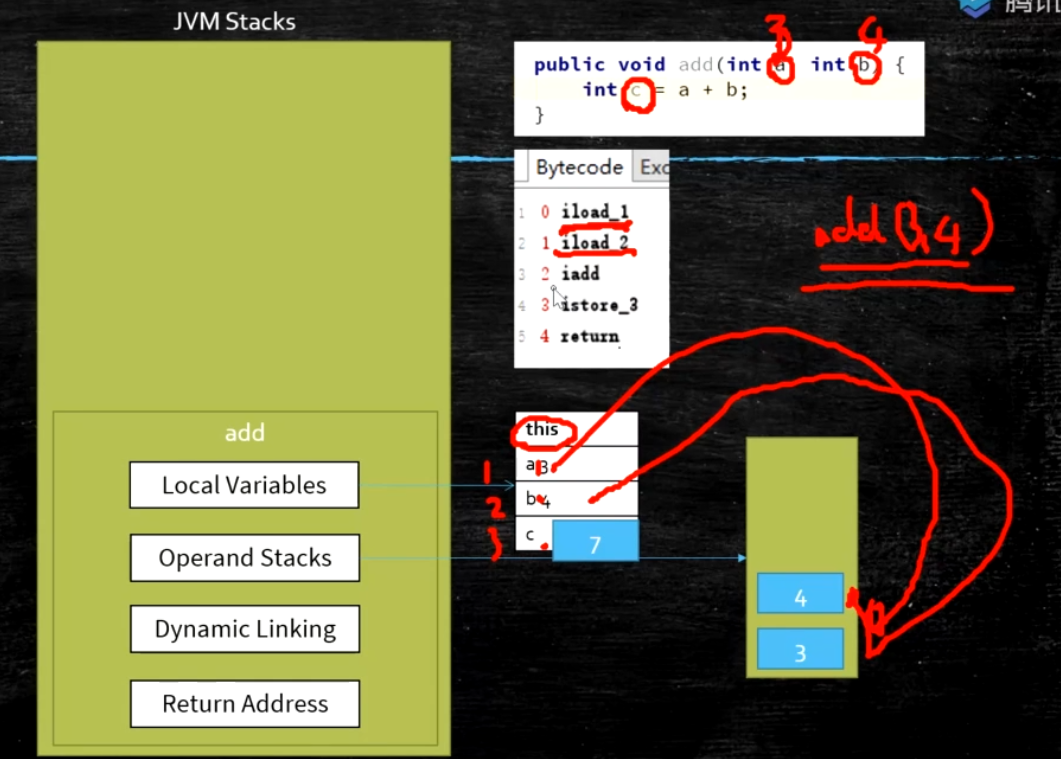 腾讯
JVM Stacks
3 4
public void add(int a, int b) {
int c = a + b;
}
Bytecode Exc
1 0 iload_1
2 1 iload_2
3 2 iadd
4 3 istore_3
5 4 return
add(3,4)
add
Local Variables
Operand Stacks
Dynamic Linking
Return Address
this
1 a 3
2 b 4
3 c 7
4
3